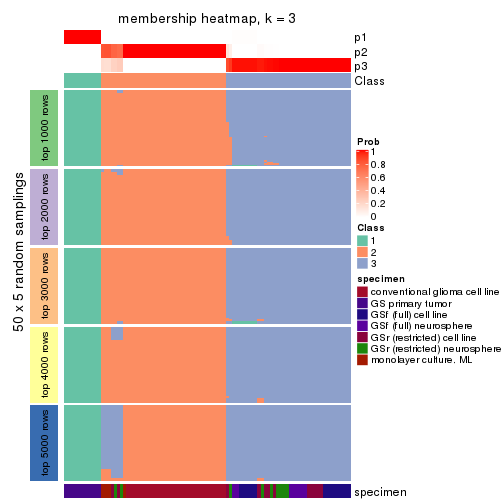 membership heatmap, k = 3
p1
p2
p3
Class
50 x 5 random samplings
top 1000 rows
top 2000 rows
top 3000 rows
top 4000 rows
top 5000 rows
specimen
Prob
1
0.8
0.6
0.4
0.2
0
Class
1
2
3
specimen
conventional glioma cell line
GS primary tumor
GSf (full) cell line
GSf (full) neurosphere
GSr (restricted) cell line
GSr (restricted) neurosphere
monolayer culture, ML